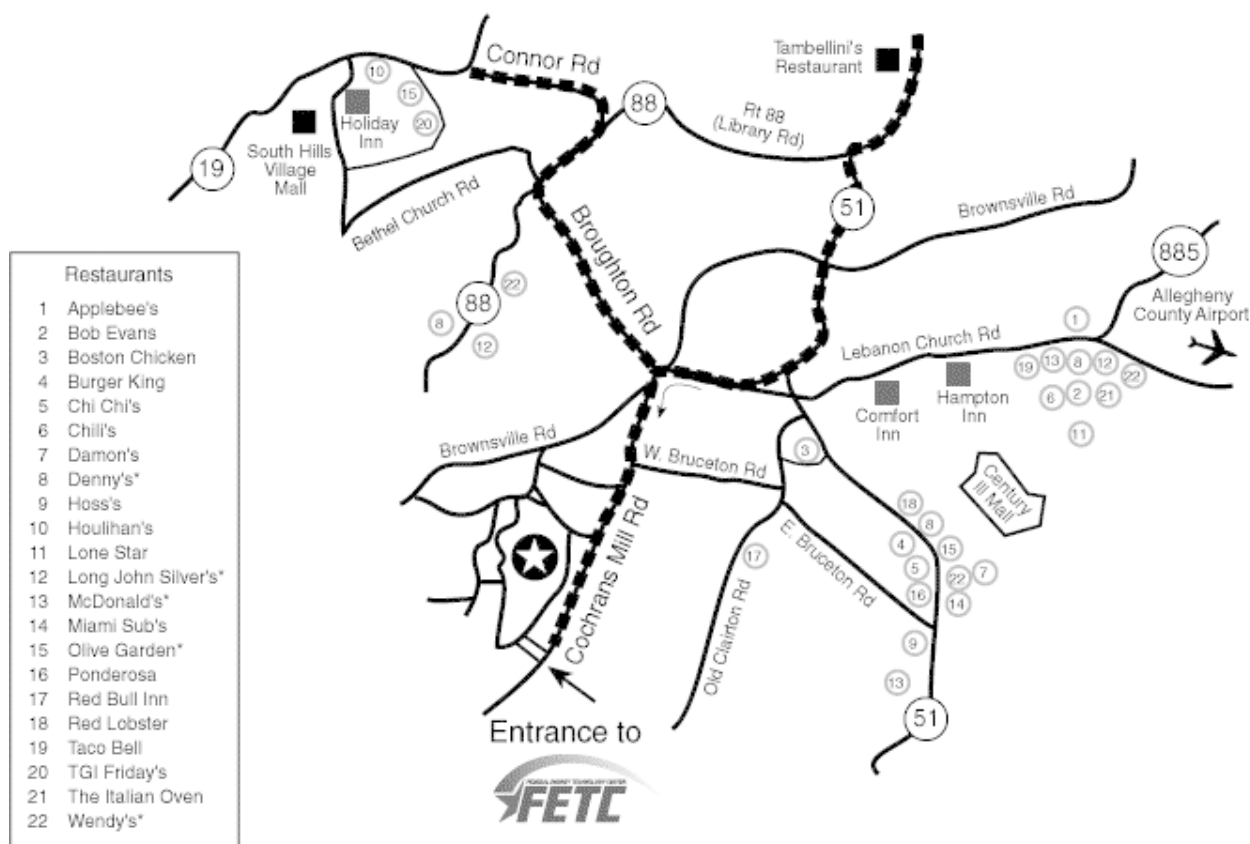 Connor Rd
Tambellini's
Restaurant
10
15
20
88
Rt 88
(Library Rd)
Holiday
Inn
South Hills
Village
Mall
19
Bethel Church Rd
51
Brownsville Rd
885
Broughton Rd
Allegheny
County Airport
22
88
8
12
1
Lebanon Church Rd
19
13
8
12
22
Hampton
Inn
Comfort
Inn
6
2
21
11
Brownsville Rd
W. Bruceton Rd
3
Century
III Mall
18
8
4
15
5
22
7
16
14
17
E. Bruceton Rd
Cochrans Mill Rd
Old Clairton Rd
9
13
51
Entrance to
FEDERAL ENERGY TECHNOLOGY CENTER
FETC
Restaurants
1 Applebee's
2 Bob Evans
3 Boston Chicken
4 Burger King
5 Chi Chi's
6 Chili's
7 Damon's
8 Denny's*
9 Hoss's
10 Houlihan's
11 Lone Star
12 Long John Silver's*
13 McDonald's*
14 Miami Sub's
15 Olive Garden*
16 Ponderosa
17 Red Bull Inn
18 Red Lobster
19 Taco Bell
20 TGI Friday's
21 The Italian Oven
22 Wendy's*